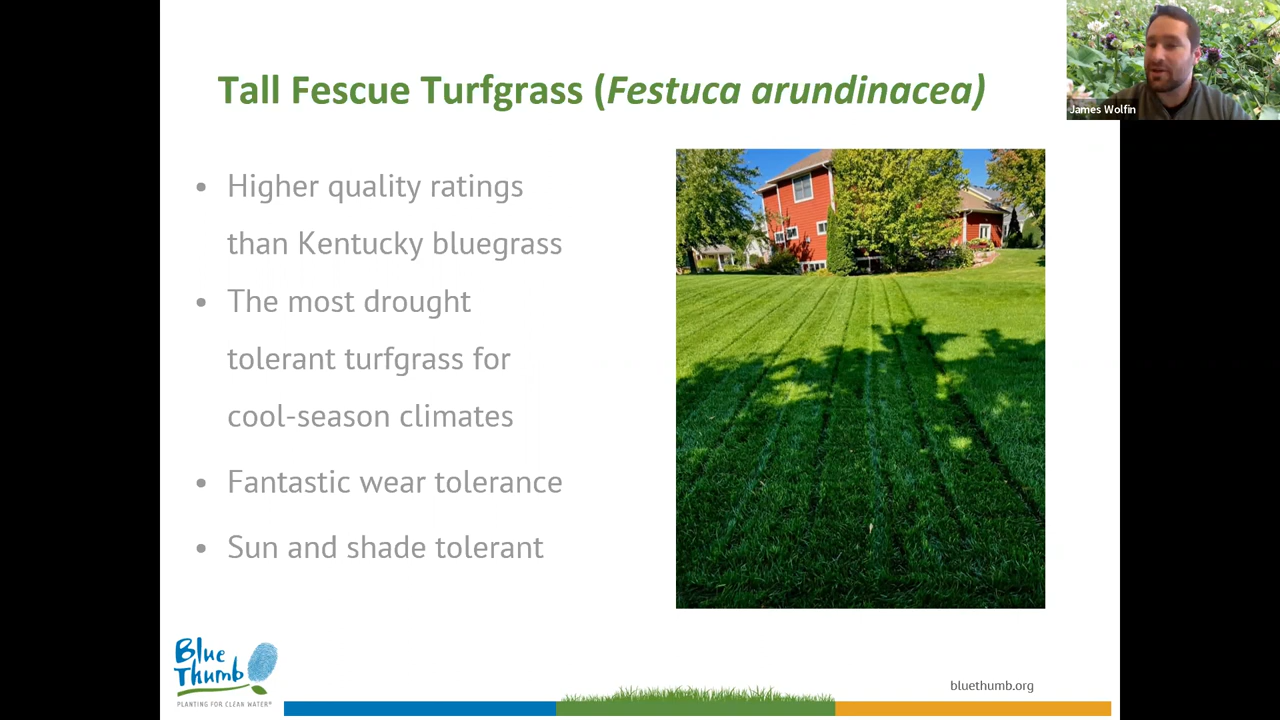 Tall Fescue Turfgrass (Festuca arundinacea)
James Wolfin
• Higher quality ratings
than Kentucky bluegrass
• The most drought
tolerant turfgrass for
cool-season climates
• Fantastic wear tolerance
• Sun and shade tolerant
Blue
Thumb
PLANTING FOR CLEAN WATER®
bluethumb.org